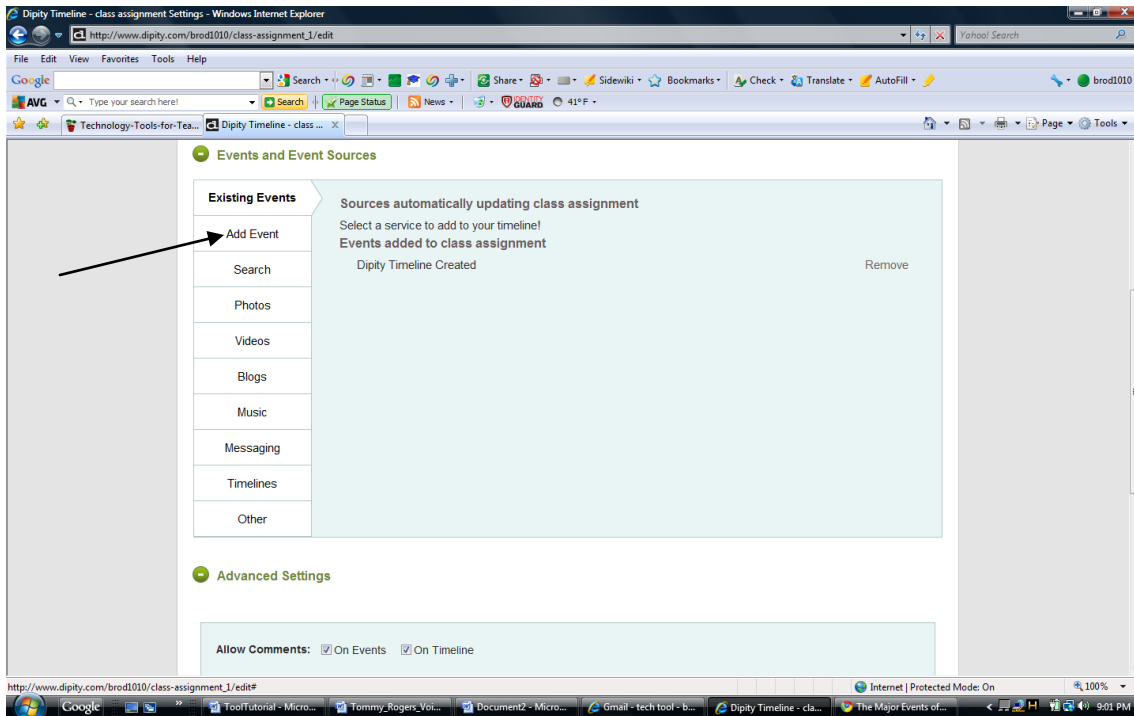 Dipity Timeline - class assignment Settings - Windows Internet Explorer
http://www.dipity.com/brod1010/class-assignment_1/edit
Yahoo! Search
File Edit View Favorites Tools Help
Google Search Share Sidewiki Bookmarks Check Translate AutoFill brod1010
AVG Type your search here! Search Page Status News IDENTITY GUARD 41°F
Technology-Tools-for-Tea... Dipity Timeline - class ... X Page Tools
Events and Event Sources
Existing Events
Sources automatically updating class assignment
Select a service to add to your timeline!
Add Event
Events added to class assignment
Dipity Timeline Created Remove
Search
Photos
Videos
Blogs
Music
Messaging
Timelines
Other
Advanced Settings
Allow Comments: On Events On Timeline
http://www.dipity.com/brod1010/class-assignment_1/edit#
Internet | Protected Mode: On 100%
Google » ToolTutorial - Micro... Tommy_Rogers_Voi... Document2 - Micro... Gmail - tech tool - b... Dipity Timeline - cla... The Major Events of... 9:01 PM